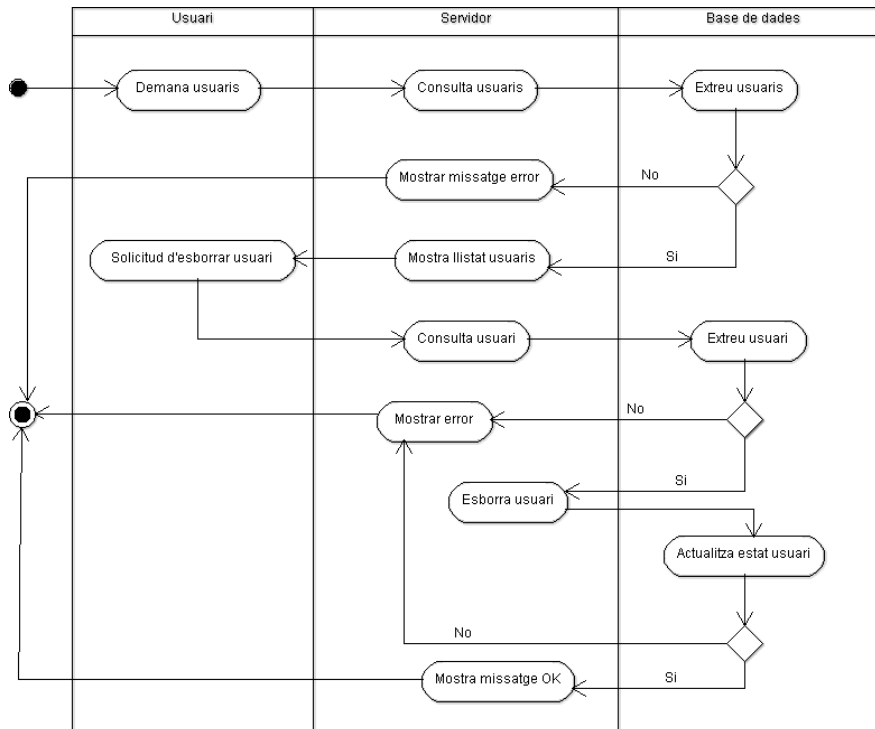 Usuari
Servidor
Base de dades
Demana usuaris
Consulta usuaris
Extreu usuaris
Mostrar missatge error
No
Solicitud d'esborrar usuari
Mostra llistat usuaris
Si
Consulta usuari
Extreu usuari
Mostrar error
No
Si
Esborra usuari
Actualitza estat usuari
No
Mostra missatge OK
Si